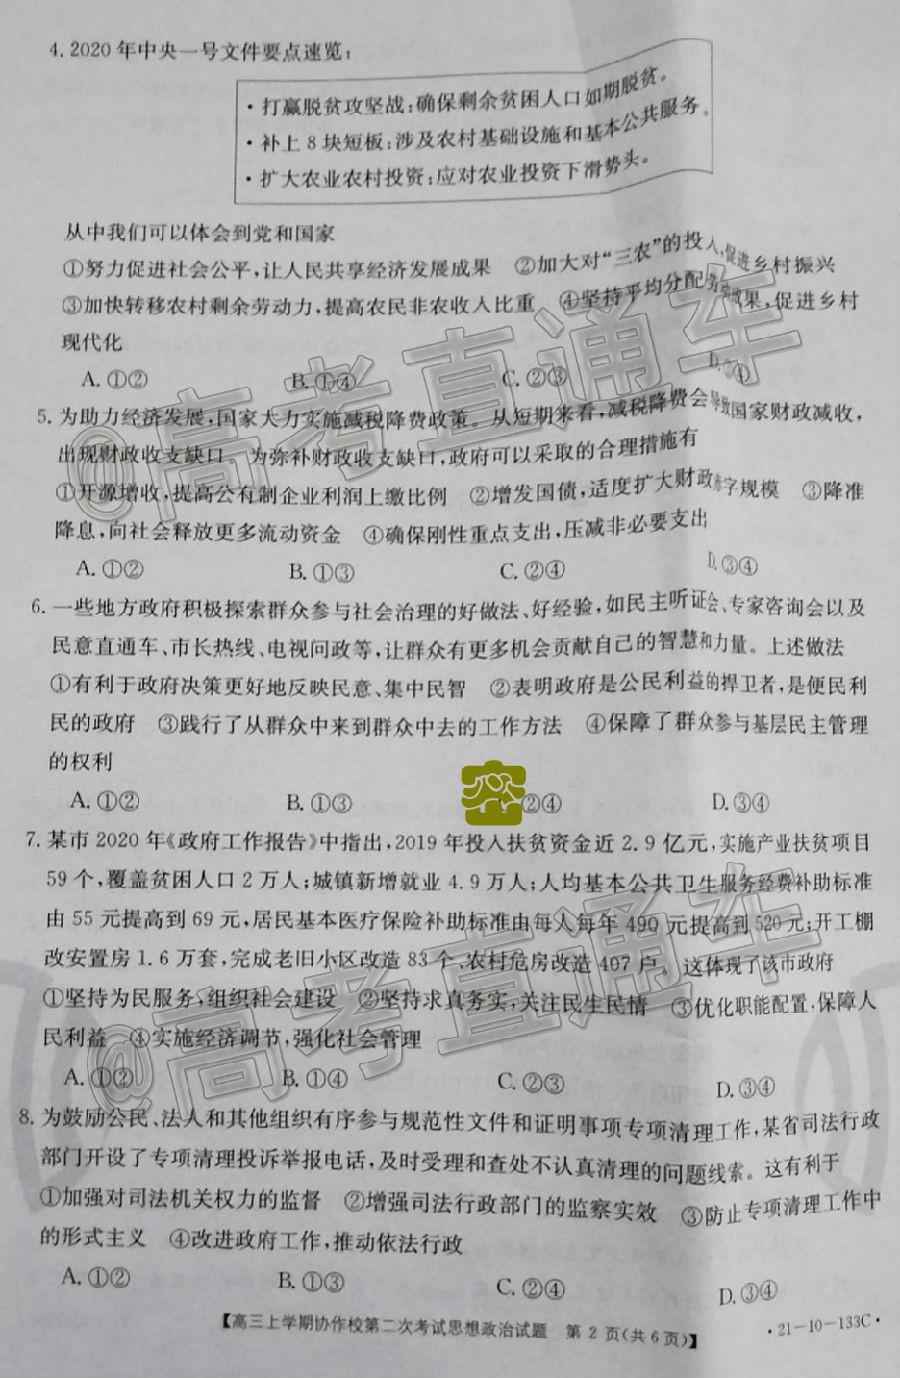 4. 2020 年中央一号文件要点速览:
·打赢脱贫攻坚战:确保剩余贫困人口如期脱贫。
·补上 8 块短板:涉及农村基础设施和基本公共服务。
·扩大农业农村投资:应对农业投资下滑势头。
从中我们可以体会到党和国家
①努力促进社会公平,让人民共享经济发展成果 ②加大对“三农”的投入,促进乡村振兴
③加快转移农村剩余劳动力,提高农民非农收入比重 ④坚持平均分配 效果,促进乡村
现代化
A. ①② B. ①④ C. ②③ D. ③④
5. 为助力经济发展,国家大力实施减税降费政策。从短期来看,减税降费会导致国家财政减收,
出现财政收支缺口。为弥补财政收支缺口,政府可以采取的合理措施有
①开源增收,提高公有制企业利润上缴比例 ②增发国债,适度扩大财政赤字规模 ③降准
降息,向社会释放更多流动资金 ④确保刚性重点支出,压减非必要支出
A. ①② B. ①③ C. ②④ D. ③④
6. 一些地方政府积极探索群众参与社会治理的好做法、好经验,如民主听证会、专家咨询会以及
民意直通车、市长热线、电视问政等,让群众有更多机会贡献自己的智慧和力量。上述做法
①有利于政府决策更好地反映民意、集中民智 ②表明政府是公民利益的捍卫者,是便民利
民的政府 ③践行了从群众中来到群众中去的工作方法 ④保障了群众参与基层民主管理
的权利
A. ①② B. ①③ ②④ D. ③④
7. 某市 2020 年《政府工作报告》中指出,2019 年投入扶贫资金近 2.9 亿元,实施产业扶贫项目
59 个,覆盖贫困人口 2 万人;城镇新增就业 4.9 万人;人均基本公共卫生服务经费补助标准
由 55 元提高到 69 元,居民基本医疗保险补助标准由每人每年 490 元提高到 520 元;开工棚
改安置房 1.6 万套,完成老旧小区改造 83 个,农村危房改造 407 户。这体现了该市政府
①坚持为民服务,组织社会建设 ②坚持求真务实,关注民生民情 ③优化职能配置,保障人
民利益 ④实施经济调节,强化社会管理
A. ①② B. ①④ C. ②③ D. ③④
8. 为鼓励公民、法人和其他组织有序参与规范性文件和证明事项专项清理工作,某省司法行政
部门开设了专项清理投诉举报电话,及时受理和查处不认真清理的问题线索。这有利于
①加强对司法机关权力的监督 ②增强司法行政部门的监察实效 ③防止专项清理工作中
的形式主义 ④改进政府工作,推动依法行政
A. ①② B. ①③ C. ②④ D. ③④
【高三上学期协作校第二次考试思想政治试题 第 2 页(共 6 页)】 ·21-10-133C·
@高考直通车
@高考直通车